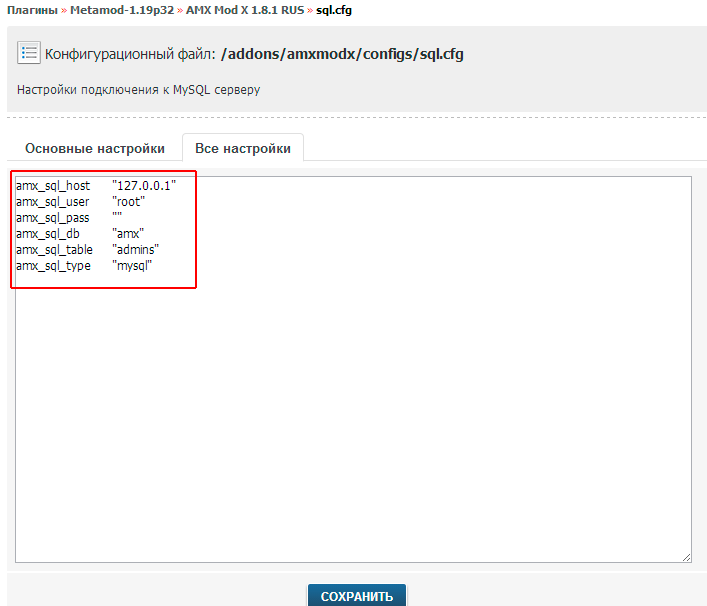 Плагины » Metamod-1.19p32 » AMX Mod X 1.8.1 RUS » sql.cfg
Конфигурационный файл: /addons/amxmodx/configs/sql.cfg
Настройки подключения к MySQL серверу
Основные настройки Все настройки
amx_sql_host "127.0.0.1"
amx_sql_user "root"
amx_sql_pass ""
amx_sql_db "amx"
amx_sql_table "admins"
amx_sql_type "mysql"
СОХРАНИТЬ